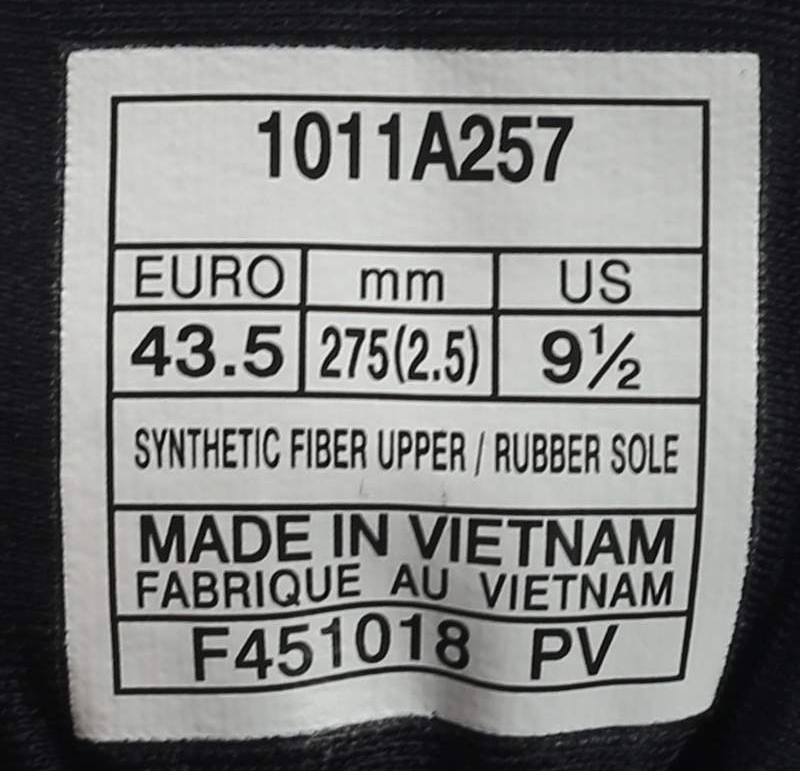 1011A257
EURO mm US
43.5 275(2.5) 9½
SYNTHETIC FIBER UPPER / RUBBER SOLE
MADE IN VIETNAM
FABRIQUE AU VIETNAM
F451018 PV